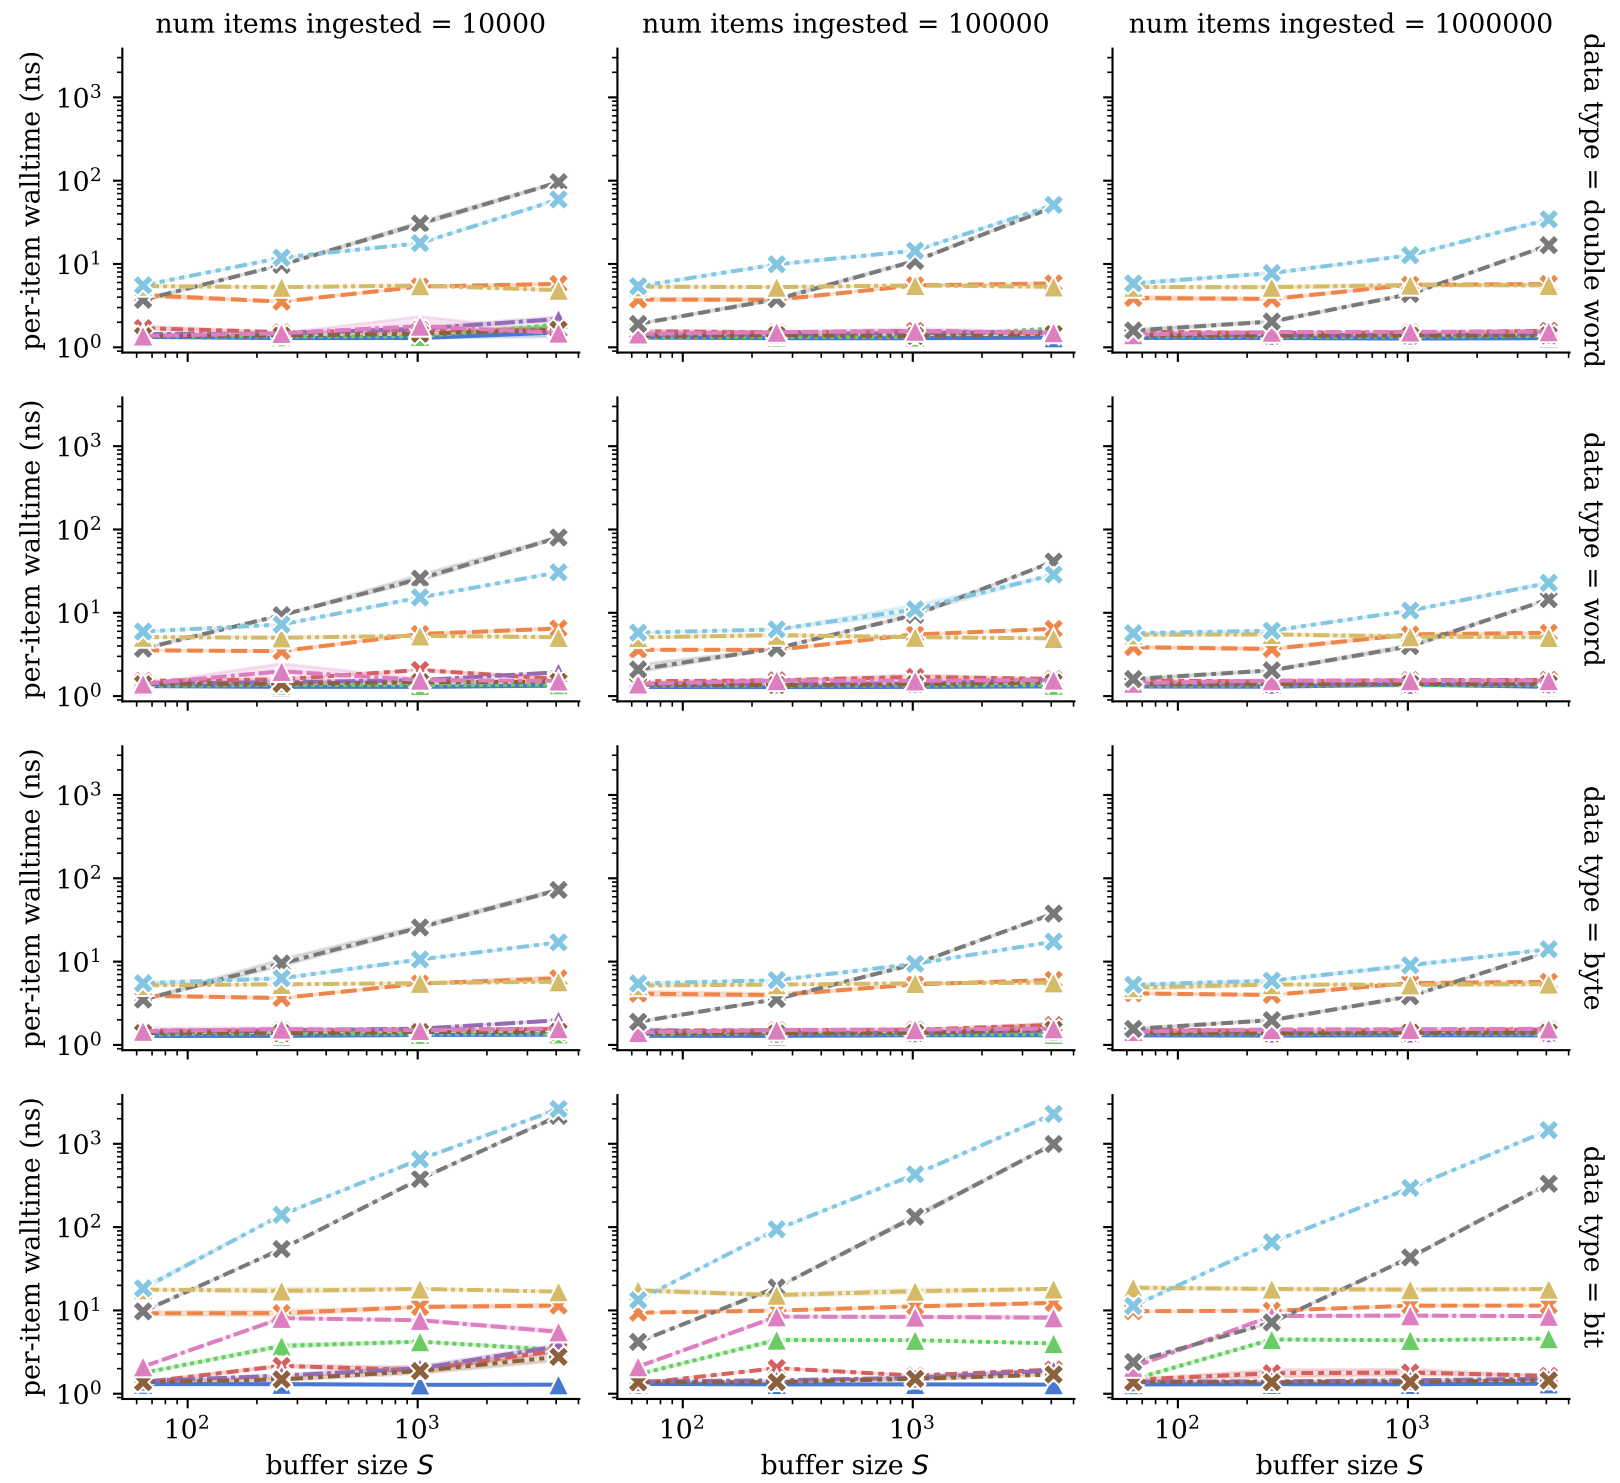 num items ingested = 10000
num items ingested = 100000
num items ingested = 1000000
per-item walltime (ns)
10³
10²
10¹
10⁰
data type = double word
per-item walltime (ns)
10³
10²
10¹
10⁰
data type = word
per-item walltime (ns)
10³
10²
10¹
10⁰
data type = byte
per-item walltime (ns)
10³
10²
10¹
10⁰
data type = bit
10² 10³
10² 10³
10² 10³
buffer size S
buffer size S
buffer size S